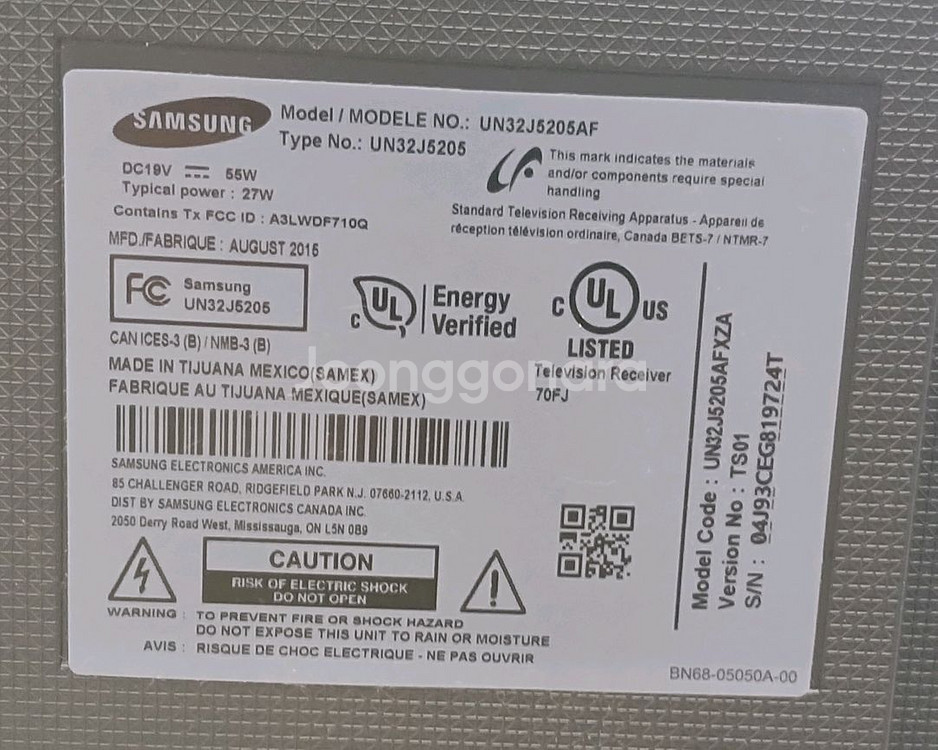 SAMSUNG
Model / MODELE NO.: UN32J5205AF
Type No.: UN32J5205
DC19V 55W
Typical power : 27W
Contains Tx FCC ID : A3LWDF710Q
MFD./FABRIQUE : AUGUST 2015
This mark indicates the materials
and/or components require special
handling
Standard Television Receiving Apparatus - Appareil de
réception télévision ordinaire, Canada BETS-7 / NTMR-7
FC
Samsung
UN32J5205
C UL
Energy
Verified
C UL US
LISTED
Television Receiver
70FJ
CAN ICES-3 (B) / NMB-3 (B)
MADE IN TIJUANA MEXICO(SAMEX)
FABRIQUE AU TIJUANA MEXIQUE(SAMEX)
Joonggonara
SAMSUNG ELECTRONICS AMERICA INC.
85 CHALLENGER ROAD, RIDGEFIELD PARK N.J. 07660-2112, U.S.A.
DIST BY SAMSUNG ELECTRONICS CANADA INC.
2050 Derry Road West, Mississauga, ON L5N 0B9
CAUTION
RISK OF ELECTRIC SHOCK
DO NOT OPEN
WARNING : TO PREVENT FIRE OR SHOCK HAZARD
DO NOT EXPOSE THIS UNIT TO RAIN OR MOISTURE
AVIS : RISQUE DE CHOC ELECTRIQUE - NE PAS OUVRIR
Model Code : UN32J5205AFXZA
Version No : TS01
S/N : 04J93CEG819724T
BN68-05050A-00